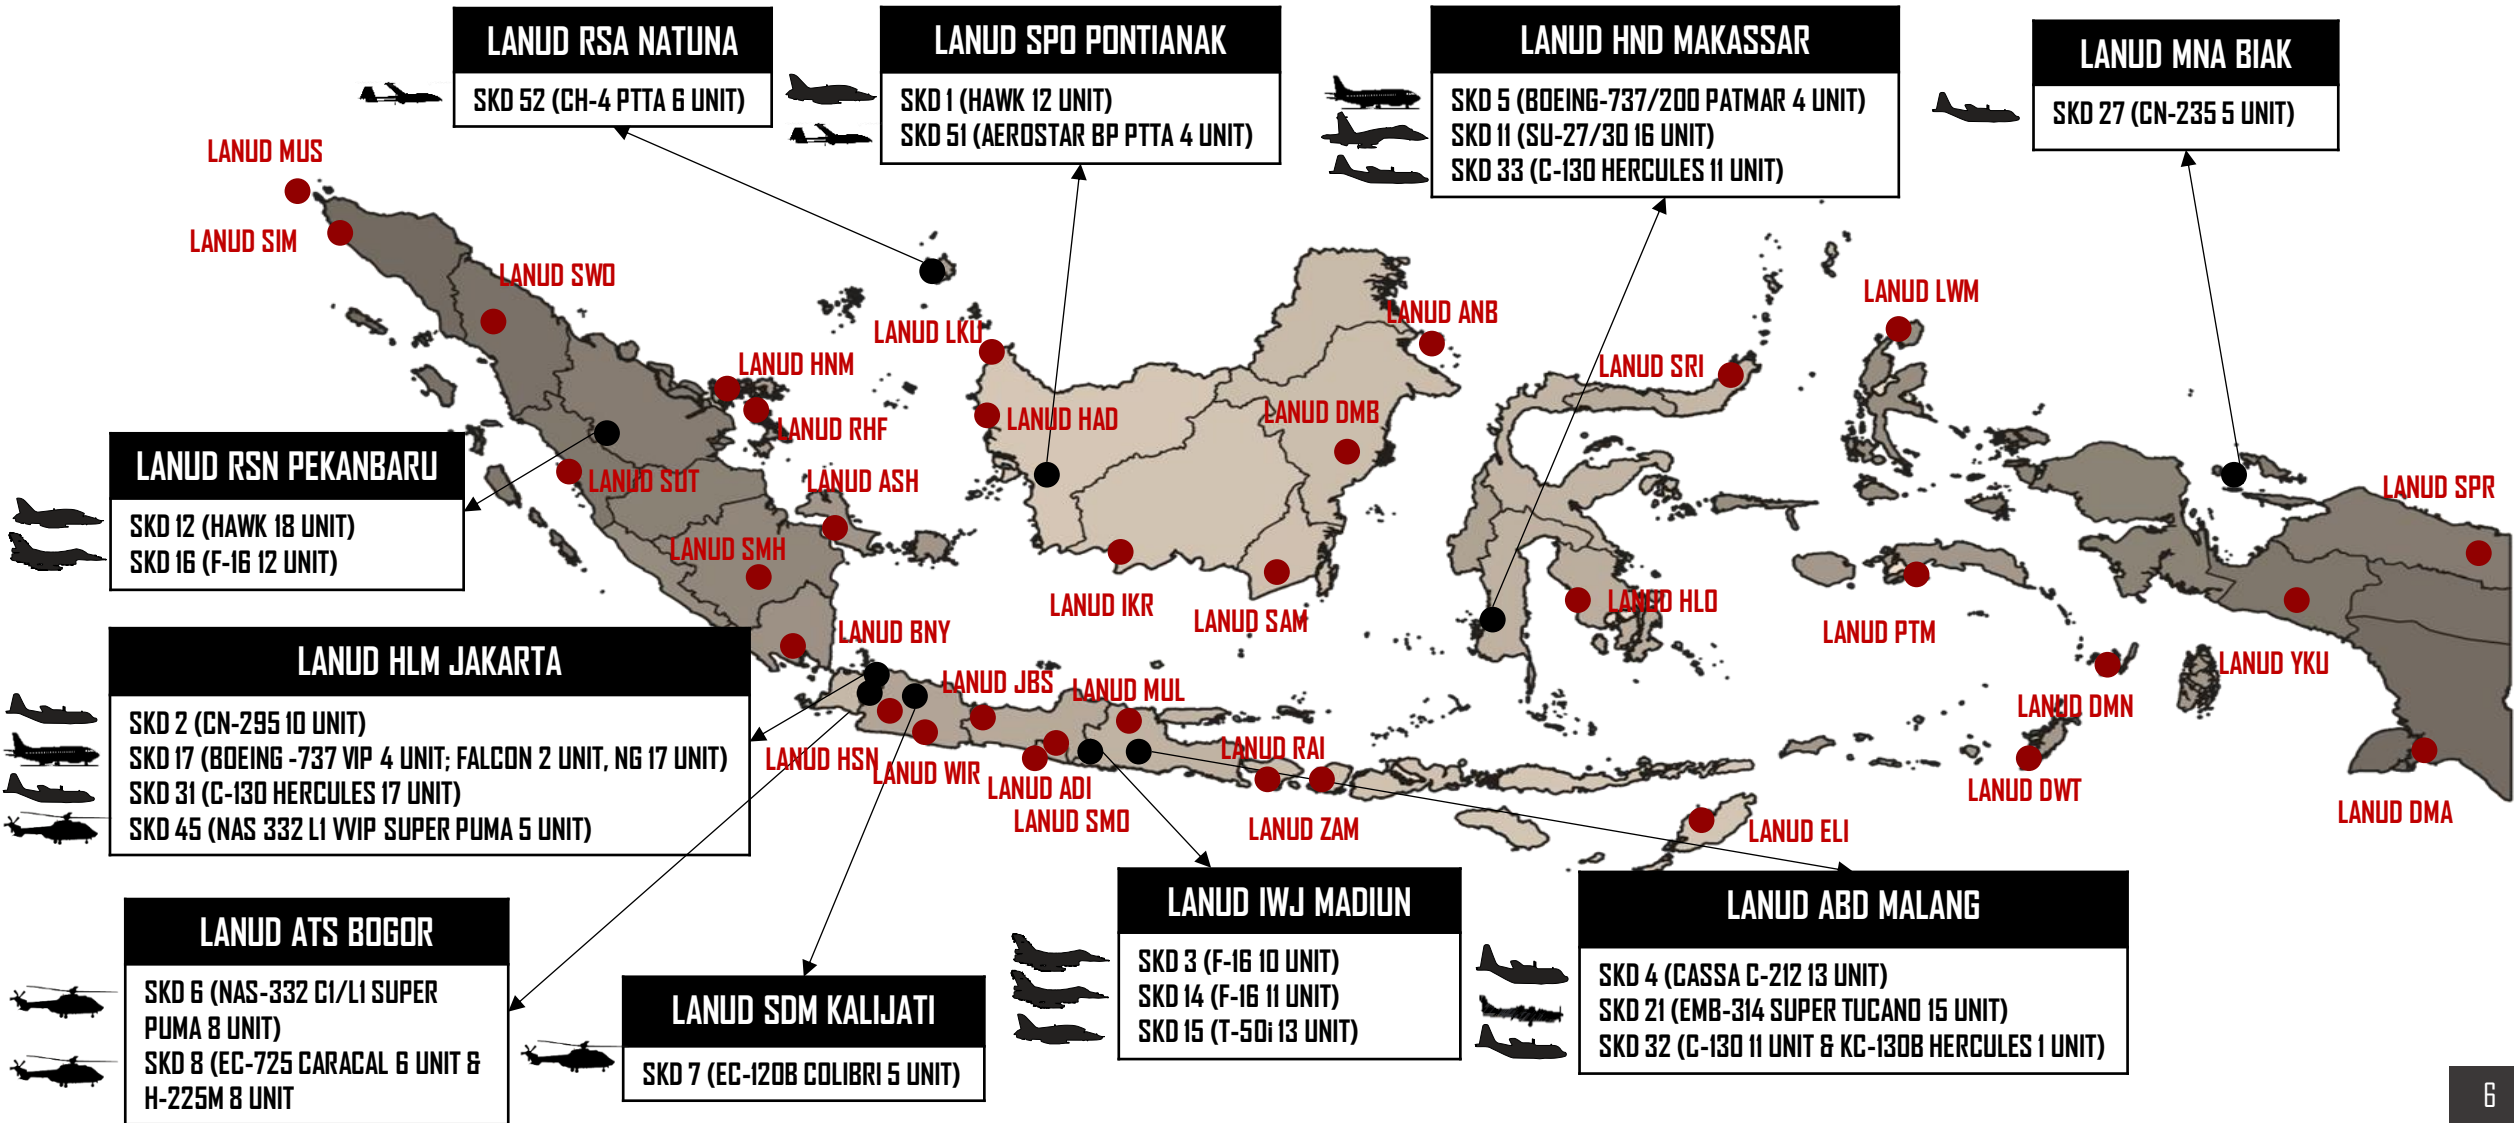 LANUD RSA NATUNA
SKD 52 (CH-4 PTTA 6 UNIT)
LANUD SPO PONTIANAK
SKD 1 (HAWK 12 UNIT)
SKD 51 (AEROSTAR BP PTTA 4 UNIT)
LANUD HND MAKASSAR
SKD 5 (BOEING-737/200 PATMAR 4 UNIT)
SKD 11 (SU-27/30 16 UNIT)
SKD 33 (C-130 HERCULES 11 UNIT)
LANUD MNA BIAK
SKD 27 (CN-235 5 UNIT)
LANUD MUS
LANUD SIM
LANUD SWO
LANUD LKU
LANUD ANB
LANUD LWM
LANUD HNM
LANUD SRI
LANUD RHF
LANUD HAD
LANUD DMB
LANUD SUT
LANUD ASH
LANUD SPR
LANUD RSN PEKANBARU
SKD 12 (HAWK 18 UNIT)
SKD 16 (F-16 12 UNIT)
LANUD SMH
LANUD IKR
LANUD SAM
LANUD HLO
LANUD PTM
LANUD BNY
LANUD YKU
LANUD JBS
LANUD MUL
LANUD DMN
LANUD HSN
LANUD WIR
LANUD RAI
LANUD ADI
LANUD DWT
LANUD SMO
LANUD ZAM
LANUD ELI
LANUD DMA
LANUD HLM JAKARTA
SKD 2 (CN-295 10 UNIT)
SKD 17 (BOEING -737 VIP 4 UNIT; FALCON 2 UNIT, NG 17 UNIT)
SKD 31 (C-130 HERCULES 17 UNIT)
SKD 45 (NAS 332 L1 VVIP SUPER PUMA 5 UNIT)
LANUD ATS BOGOR
SKD 6 (NAS-332 C1/L1 SUPER
PUMA 8 UNIT)
SKD 8 (EC-725 CARACAL 6 UNIT &
H-225M 8 UNIT
LANUD SDM KALIJATI
SKD 7 (EC-120B COLIBRI 5 UNIT)
LANUD IWJ MADIUN
SKD 3 (F-16 10 UNIT)
SKD 14 (F-16 11 UNIT)
SKD 15 (T-50i 13 UNIT)
LANUD ABD MALANG
SKD 4 (CASSA C-212 13 UNIT)
SKD 21 (EMB-314 SUPER TUCANO 15 UNIT)
SKD 32 (C-130 11 UNIT & KC-130B HERCULES 1 UNIT)
6